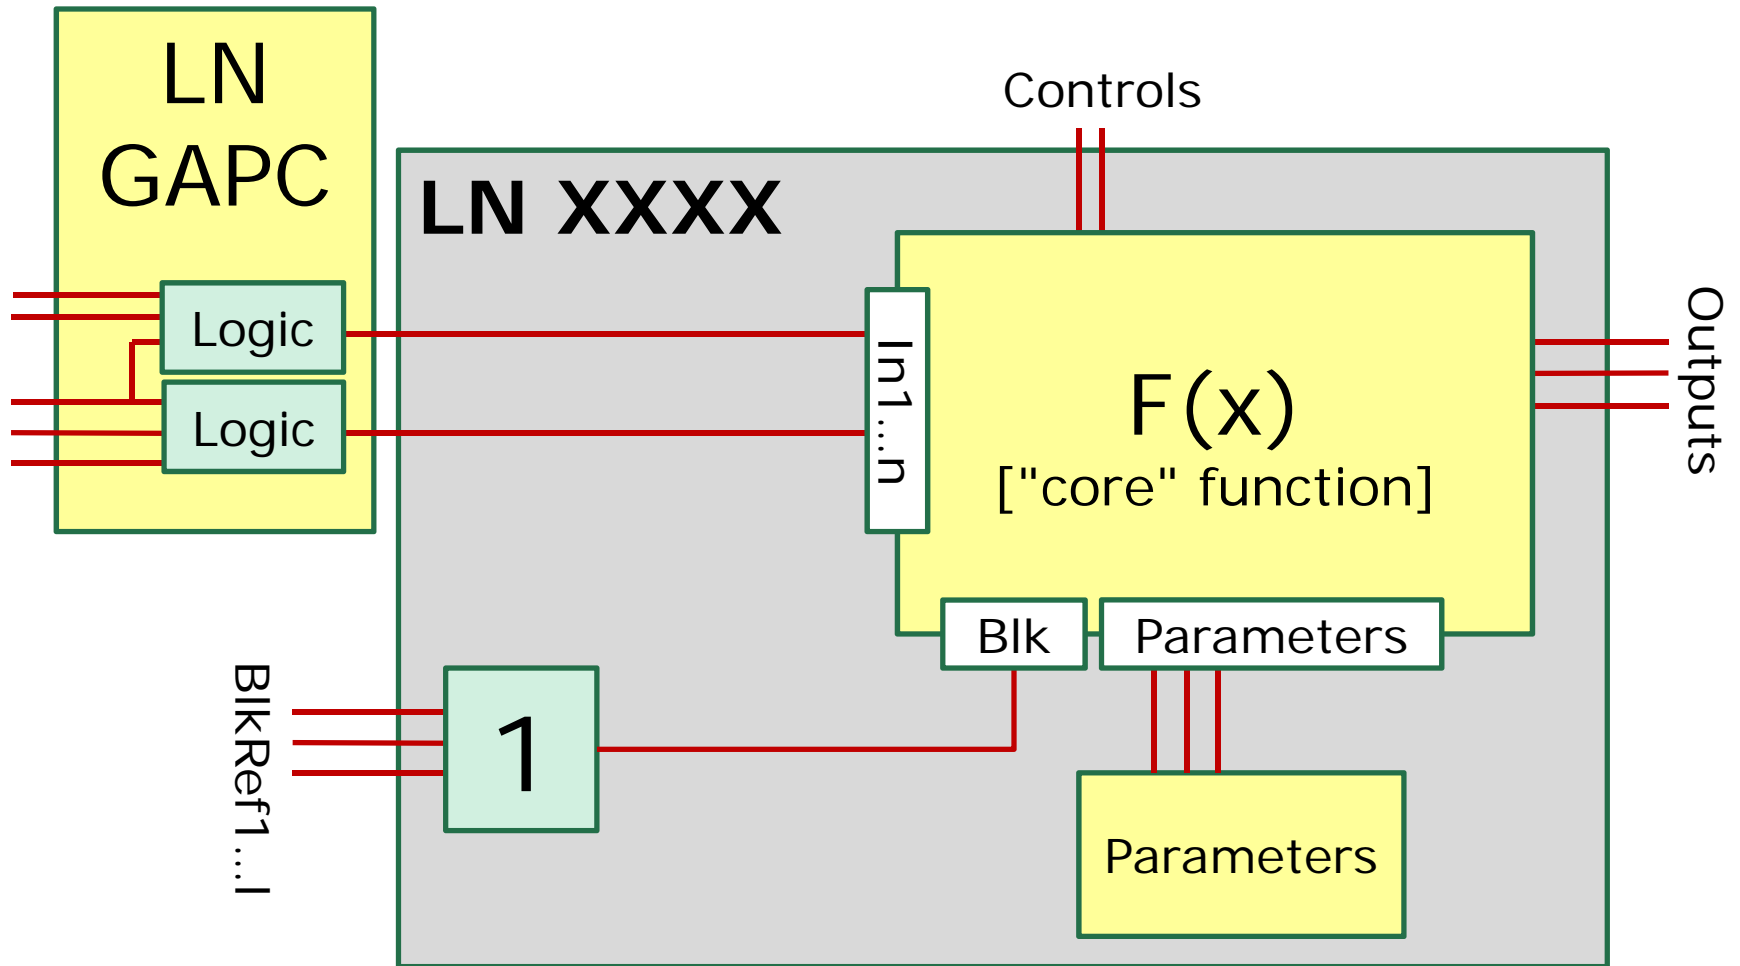 LN
GAPC
Controls
LN XXXX
Logic
Logic
In1...n
F(x)
["core" function]
Outputs
Blk
Parameters
BlkRef1...l
1
Parameters